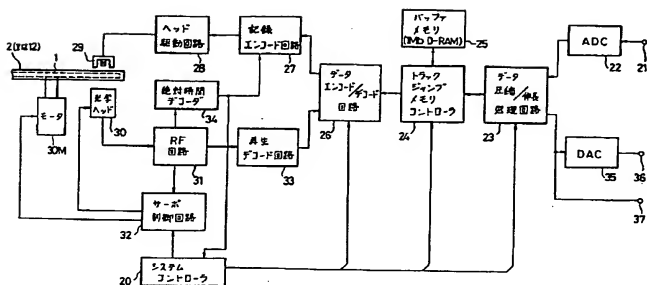 2(または12)
1
29
ヘッド
駆動回路
28
記録
エンコード回路
27
バッファ
メモリ
(1Mb D-RAM)
25
ADC
22
21
光学
ヘッド
30
モータ
30M
絶対時間
デコーダ
34
データ
エンコード/デコード
回路
26
トラック
ジャンプ
メモリ
コントローラ
24
データ
圧縮/伸長
処理回路
23
RF
回路
31
再生
デコード回路
33
DAC
35
36
37
サーボ
制御回路
32
システム
コントローラ
20